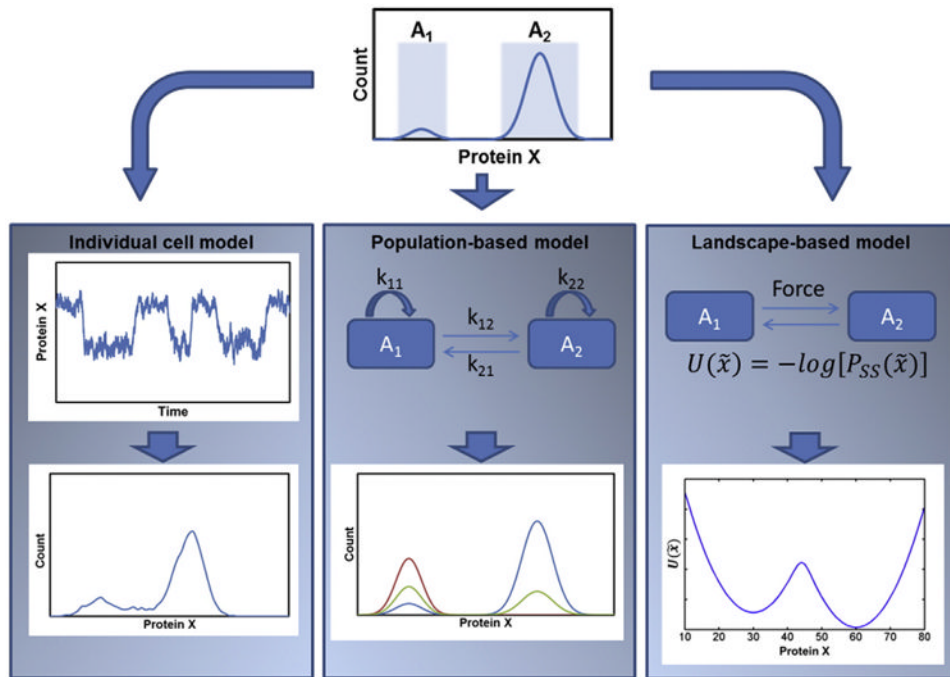 A₁ A₂
Count
Protein X
Individual cell model
Protein X
Time
Count
Protein X
Population-based model
k₁₁ k₂₂
k₁₂
A₁ A₂
k₂₁
Count
Protein X
Landscape-based model
Force
A₁ A₂
U(x̃) = −log[P_SS(x̃)]
U(x̃)
10 20 30 40 50 60 70 80
Protein X